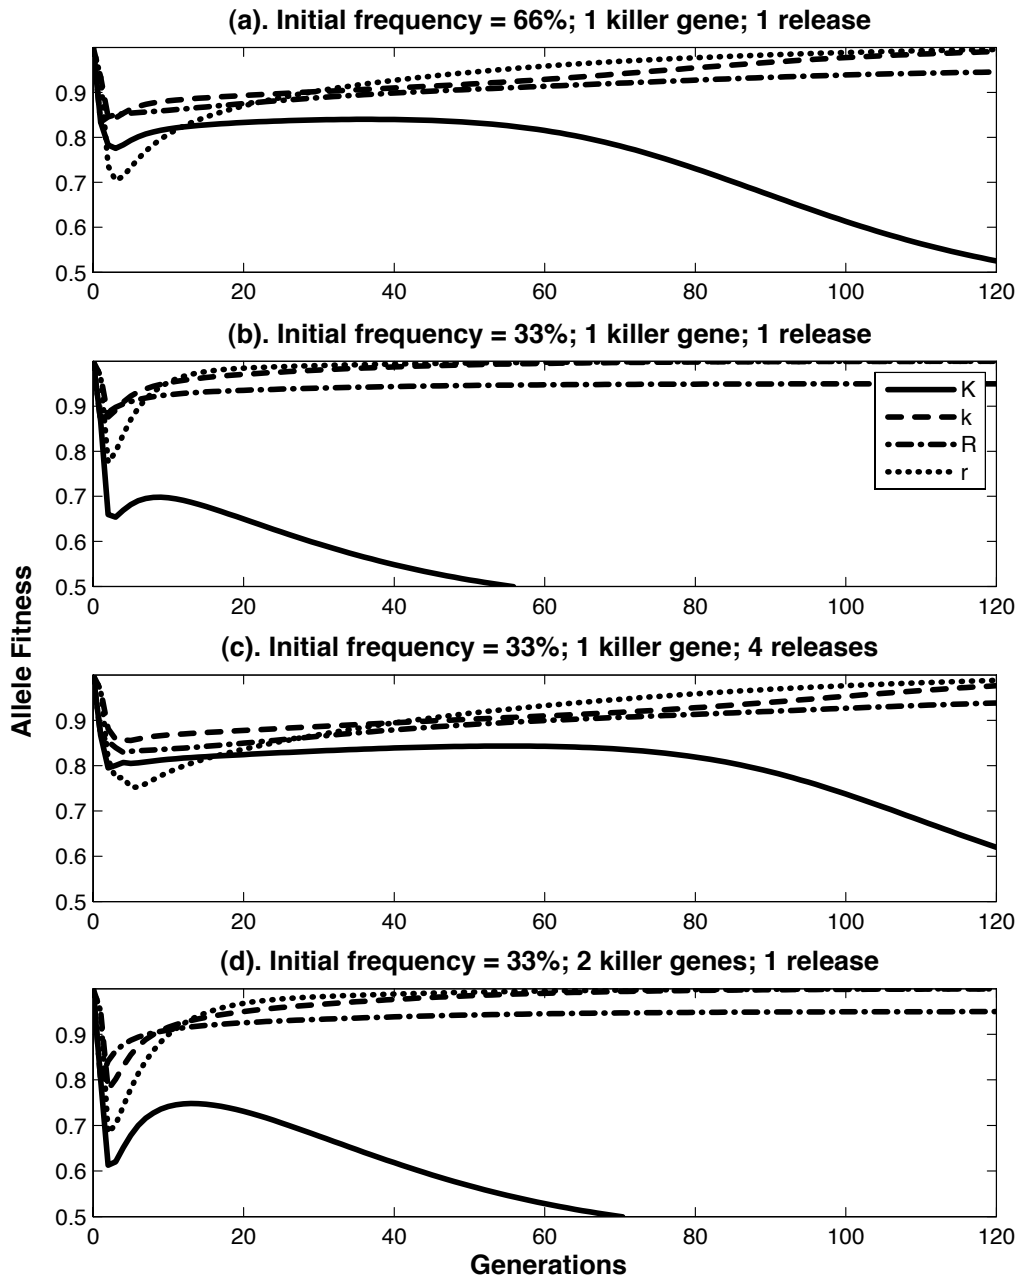 (a). Initial frequency = 66%; 1 killer gene; 1 release
0.9
0.8
0.7
0.6
0.5
0 20 40 60 80 100 120
(b). Initial frequency = 33%; 1 killer gene; 1 release
0.9
0.8
0.7
0.6
0.5
K
k
R
r
0 20 40 60 80 100 120
Allele Fitness
(c). Initial frequency = 33%; 1 killer gene; 4 releases
0.9
0.8
0.7
0.6
0.5
0 20 40 60 80 100 120
(d). Initial frequency = 33%; 2 killer genes; 1 release
0.9
0.8
0.7
0.6
0.5
0 20 40 60 80 100 120
Generations